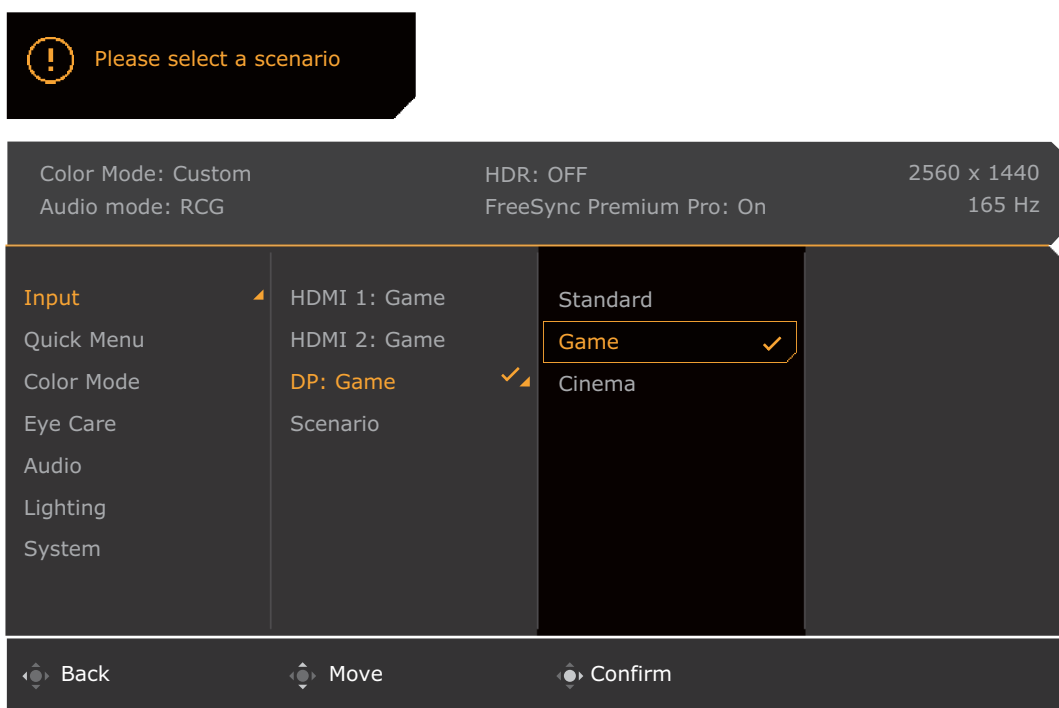 Please select a scenario
Color Mode: Custom
HDR: OFF
2560 x 1440
Audio mode: RCG
FreeSync Premium Pro: On
165 Hz
Input
Quick Menu
Color Mode
Eye Care
Audio
Lighting
System
HDMI 1: Game
HDMI 2: Game
DP: Game
Scenario
Standard
Game
Cinema
Back
Move
Confirm